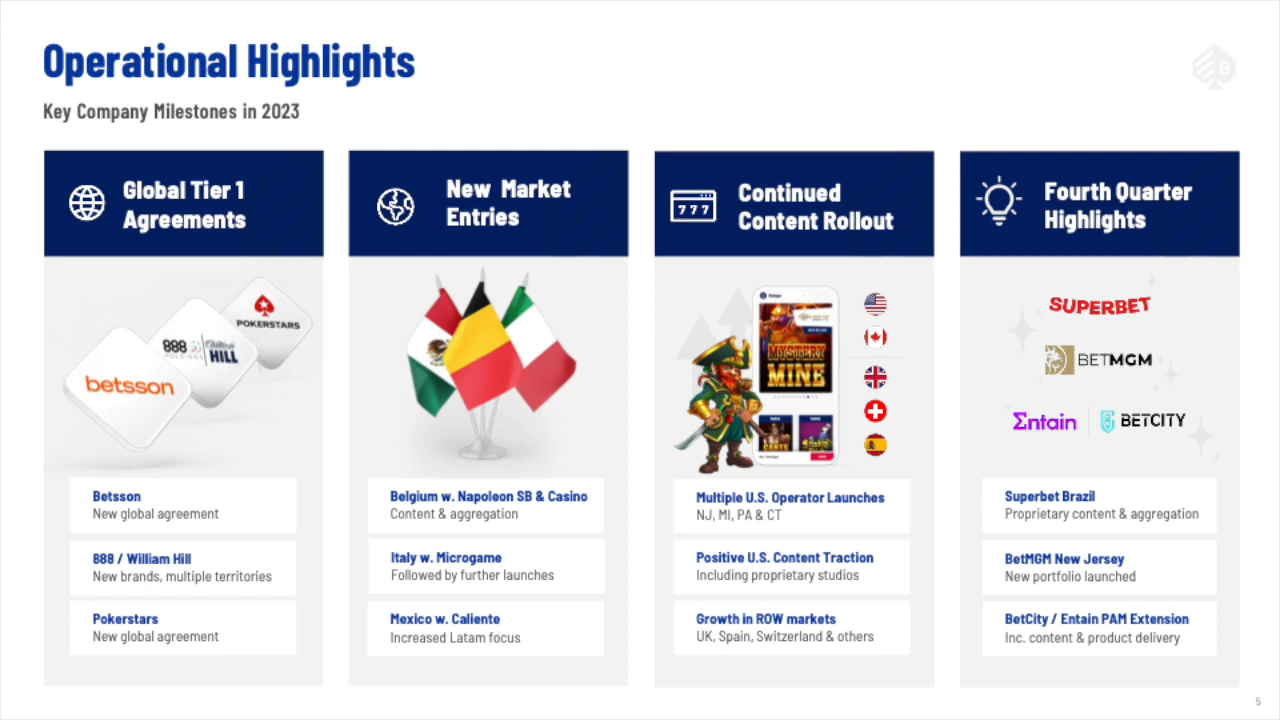 Operational Highlights
Key Company Milestones in 2023
B
Global Tier 1
Agreements
POKERSTARS
888
HOLDINGS
William
HILL
betsson
Betsson
New global agreement
888 / William Hill
New brands, multiple territories
Pokerstars
New global agreement
New Market
Entries
Belgium w. Napoleon SB & Casino
Content & aggregation
Italy w. Microgame
Followed by further launches
Mexico w. Caliente
Increased Latam focus
777
Continued
Content Rollout
MYSTERY
MINE
Multiple U.S. Operator Launches
NJ, MI, PA & CT
Positive U.S. Content Traction
Including proprietary studios
Growth in ROW markets
UK, Spain, Switzerland & others
Fourth Quarter
Highlights
SUPERBET
BETMGM
Entain
BETCITY
Superbet Brazil
Proprietary content & aggregation
BetMGM New Jersey
New portfolio launched
BetCity / Entain PAM Extension
Inc. content & product delivery
5